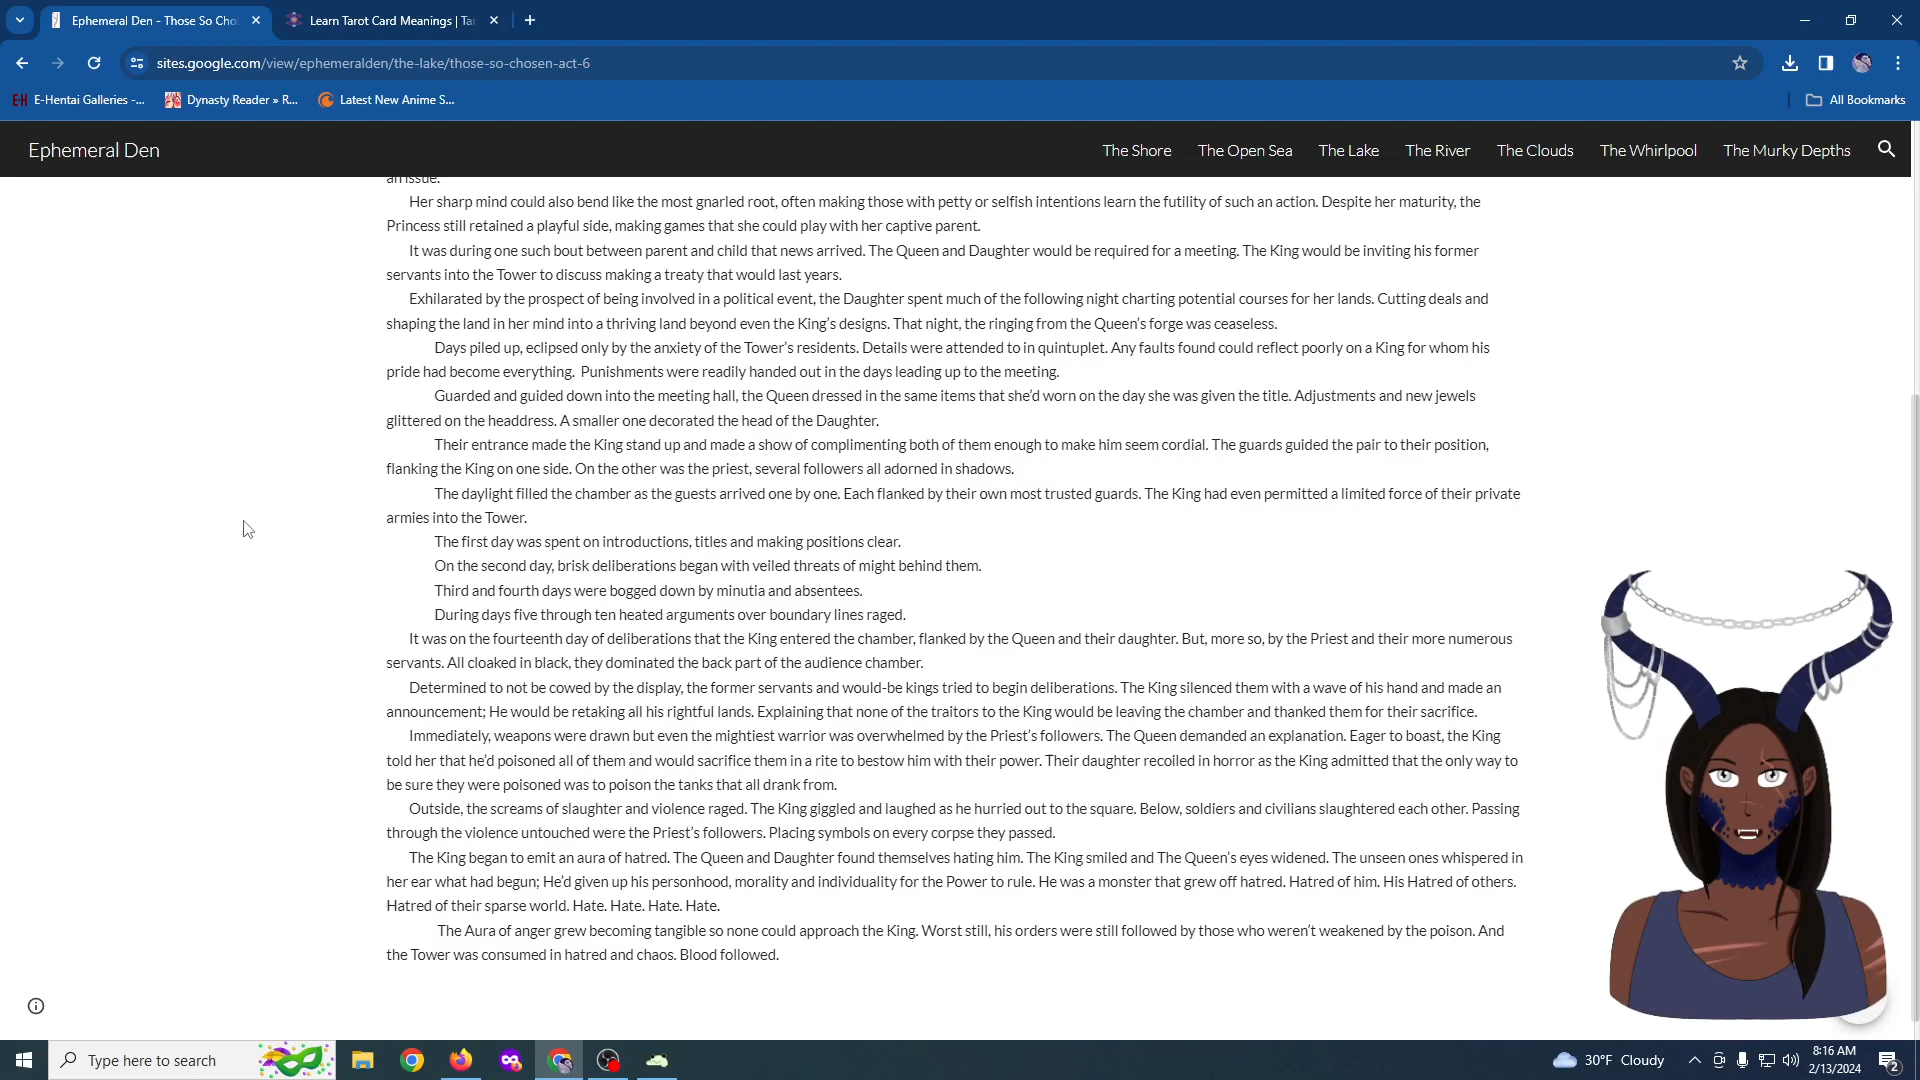 Ephemeral Den - Those So Cho
Learn Tarot Card Meanings | Tar
sites.google.com/view/ephemeralden/the-lake/those-so-chosen-act-6
E-Hentai Galleries -...
Dynasty Reader » R...
Latest New Anime S...
All Bookmarks
Ephemeral Den
The Shore
The Open Sea
The Lake
The River
The Clouds
The Whirlpool
The Murky Depths
an issue.
Her sharp mind could also bend like the most gnarled root, often making those with petty or selfish intentions learn the futility of such an action. Despite her maturity, the
Princess still retained a playful side, making games that she could play with her captive parent.
It was during one such bout between parent and child that news arrived. The Queen and Daughter would be required for a meeting. The King would be inviting his former
servants into the Tower to discuss making a treaty that would last years.
Exhilarated by the prospect of being involved in a political event, the Daughter spent much of the following night charting potential courses for her lands. Cutting deals and
shaping the land in her mind into a thriving land beyond even the King's designs. That night, the ringing from the Queen's forge was ceaseless.
Days piled up, eclipsed only by the anxiety of the Tower's residents. Details were attended to in quintuplet. Any faults found could reflect poorly on a King for whom his
pride had become everything. Punishments were readily handed out in the days leading up to the meeting.
Guarded and guided down into the meeting hall, the Queen dressed in the same items that she'd worn on the day she was given the title. Adjustments and new jewels
glittered on the headdress. A smaller one decorated the head of the Daughter.
Their entrance made the King stand up and made a show of complimenting both of them enough to make him seem cordial. The guards guided the pair to their position,
flanking the King on one side. On the other was the priest, several followers all adorned in shadows.
The daylight filled the chamber as the guests arrived one by one. Each flanked by their own most trusted guards. The King had even permitted a limited force of their private
armies into the Tower.
The first day was spent on introductions, titles and making positions clear.
On the second day, brisk deliberations began with veiled threats of might behind them.
Third and fourth days were bogged down by minutia and absentees.
During days five through ten heated arguments over boundary lines raged.
It was on the fourteenth day of deliberations that the King entered the chamber, flanked by the Queen and their daughter. But, more so, by the Priest and their more numerous
servants. All cloaked in black, they dominated the back part of the audience chamber.
Determined to not be cowed by the display, the former servants and would-be kings tried to begin deliberations. The King silenced them with a wave of his hand and made an
announcement; He would be retaking all his rightful lands. Explaining that none of the traitors to the King would be leaving the chamber and thanked them for their sacrifice.
Immediately, weapons were drawn but even the mightiest warrior was overwhelmed by the Priest's followers. The Queen demanded an explanation. Eager to boast, the King
told her that he'd poisoned all of them and would sacrifice them in a rite to bestow him with their power. Their daughter recoiled in horror as the King admitted that the only way to
be sure they were poisoned was to poison the tanks that all drank from.
Outside, the screams of slaughter and violence raged. The King giggled and laughed as he hurried out to the square. Below, soldiers and civilians slaughtered each other. Passing
through the violence untouched were the Priest's followers. Placing symbols on every corpse they passed.
The King began to emit an aura of hatred. The Queen and Daughter found themselves hating him. The King smiled and The Queen's eyes widened. The unseen ones whispered in
her ear what had begun; He'd given up his personhood, morality and individuality for the Power to rule. He was a monster that grew off hatred. Hatred of him. His Hatred of others.
Hatred of their sparse world. Hate. Hate. Hate. Hate.
The Aura of anger grew becoming tangible so none could approach the King. Worst still, his orders were still followed by those who weren't weakened by the poison. And
the Tower was consumed in hatred and chaos. Blood followed.
Type here to search
30°F Cloudy
8:16 AM
2/13/2024
2